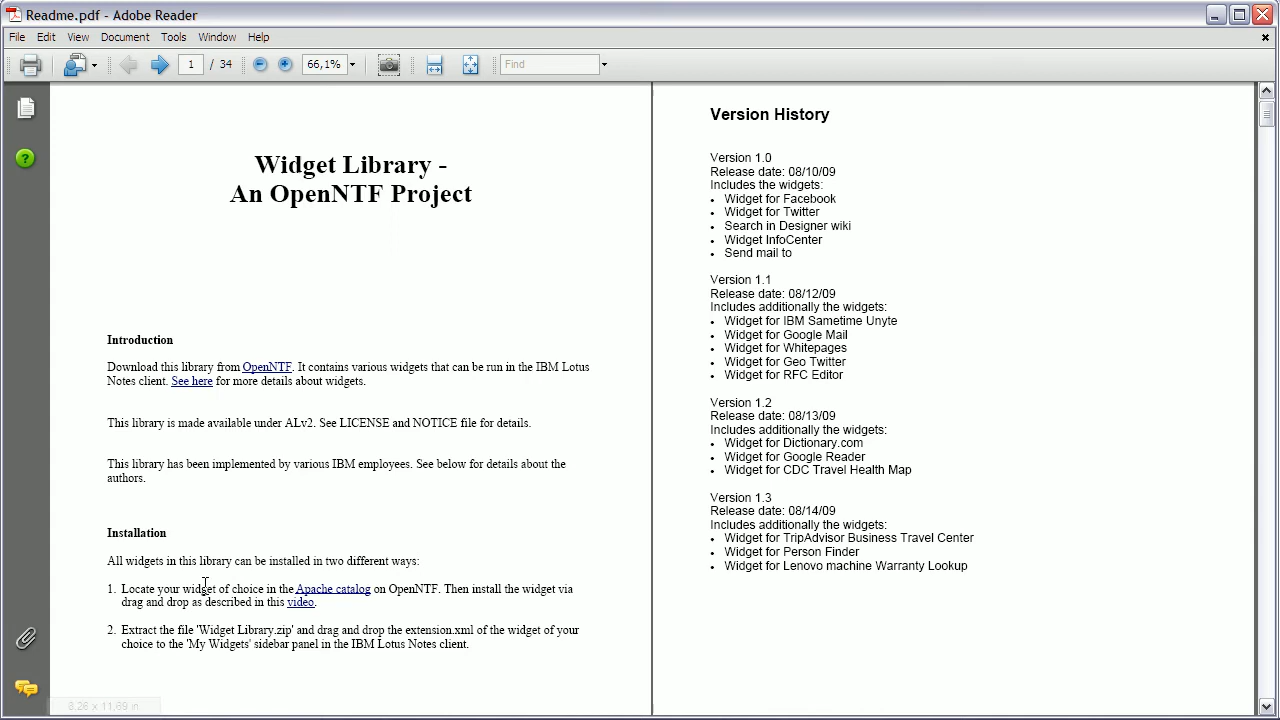 Readme.pdf - Adobe Reader
File Edit View Document Tools Window Help
1 / 34 66,1% Find
Widget Library -
An OpenNTF Project
Introduction
Download this library from OpenNTF. It contains various widgets that can be run in the IBM Lotus
Notes client. See here for more details about widgets.
This library is made available under ALv2. See LICENSE and NOTICE file for details.
This library has been implemented by various IBM employees. See below for details about the
authors.
Installation
All widgets in this library can be installed in two different ways:
1. Locate your widget of choice in the Apache catalog on OpenNTF. Then install the widget via
drag and drop as described in this video.
2. Extract the file 'Widget Library.zip' and drag and drop the extension.xml of the widget of your
choice to the 'My Widgets' sidebar panel in the IBM Lotus Notes client.
8,26 x 11,69 in
Version History
Version 1.0
Release date: 08/10/09
Includes the widgets:
• Widget for Facebook
• Widget for Twitter
• Search in Designer wiki
• Widget InfoCenter
• Send mail to
Version 1.1
Release date: 08/12/09
Includes additionally the widgets:
• Widget for IBM Sametime Unyte
• Widget for Google Mail
• Widget for Whitepages
• Widget for Geo Twitter
• Widget for RFC Editor
Version 1.2
Release date: 08/13/09
Includes additionally the widgets:
• Widget for Dictionary.com
• Widget for Google Reader
• Widget for CDC Travel Health Map
Version 1.3
Release date: 08/14/09
Includes additionally the widgets:
• Widget for TripAdvisor Business Travel Center
• Widget for Person Finder
• Widget for Lenovo machine Warranty Lookup